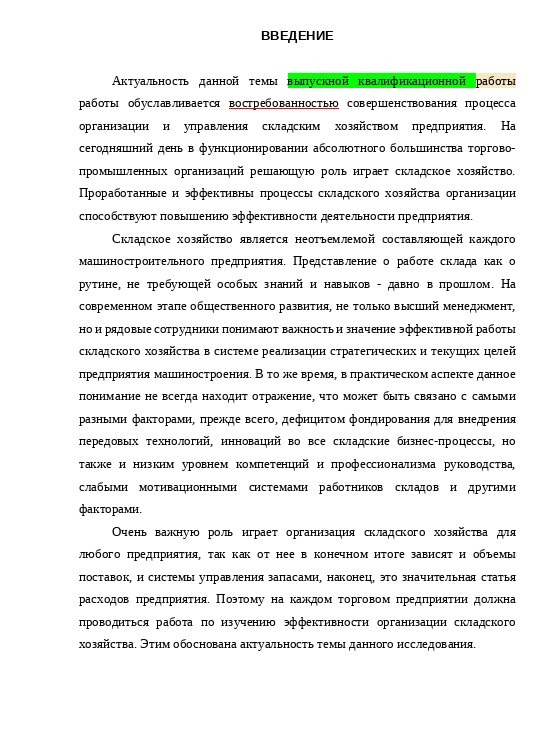 ВВЕДЕНИЕ
Актуальность данной темы выпускной квалификационной работы
работы обуславливается востребованностью совершенствования процесса
организации и управления складским хозяйством предприятия. На
сегодняшний день в функционировании абсолютного большинства торгово-
промышленных организаций решающую роль играет складское хозяйство.
Проработанные и эффективны процессы складского хозяйства организации
способствуют повышению эффективности деятельности предприятия.
Складское хозяйство является неотъемлемой составляющей каждого
машиностроительного предприятия. Представление о работе склада как о
рутине, не требующей особых знаний и навыков - давно в прошлом. На
современном этапе общественного развития, не только высший менеджмент,
но и рядовые сотрудники понимают важность и значение эффективной работы
складского хозяйства в системе реализации стратегических и текущих целей
предприятия машиностроения. В то же время, в практическом аспекте данное
понимание не всегда находит отражение, что может быть связано с самыми
разными факторами, прежде всего, дефицитом фондирования для внедрения
передовых технологий, инноваций во все складские бизнес-процессы, но
также и низким уровнем компетенций и профессионализма руководства,
слабыми мотивационными системами работников складов и другими
факторами.
Очень важную роль играет организация складского хозяйства для
любого предприятия, так как от нее в конечном итоге зависят и объемы
поставок, и системы управления запасами, наконец, это значительная статья
расходов предприятия. Поэтому на каждом торговом предприятии должна
проводиться работа по изучению эффективности организации складского
хозяйства. Этим обоснована актуальность темы данного исследования.